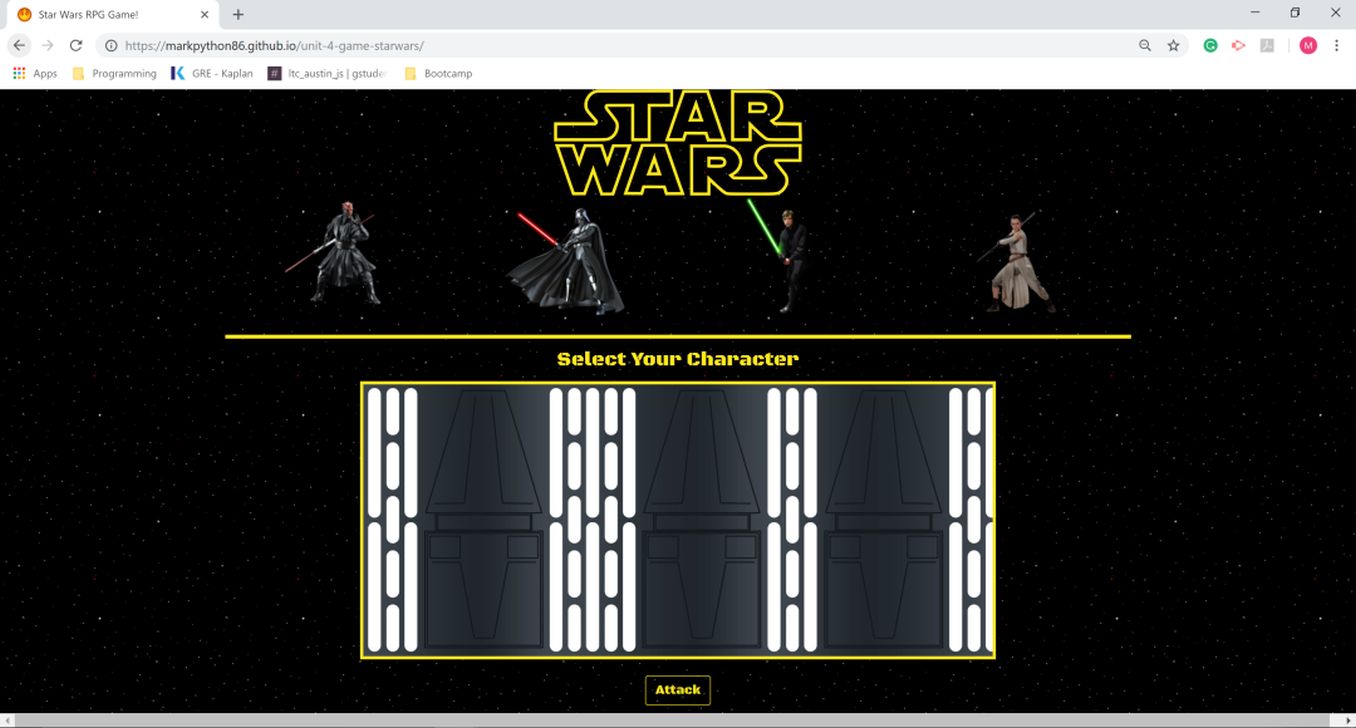 Star Wars RPG Game!
https://markpython86.github.io/unit-4-game-starwars/
M
Apps
Programming
GRE - Kaplan
ltc_austin_js | gstuden
Bootcamp
STAR
WARS
Select Your Character
Attack